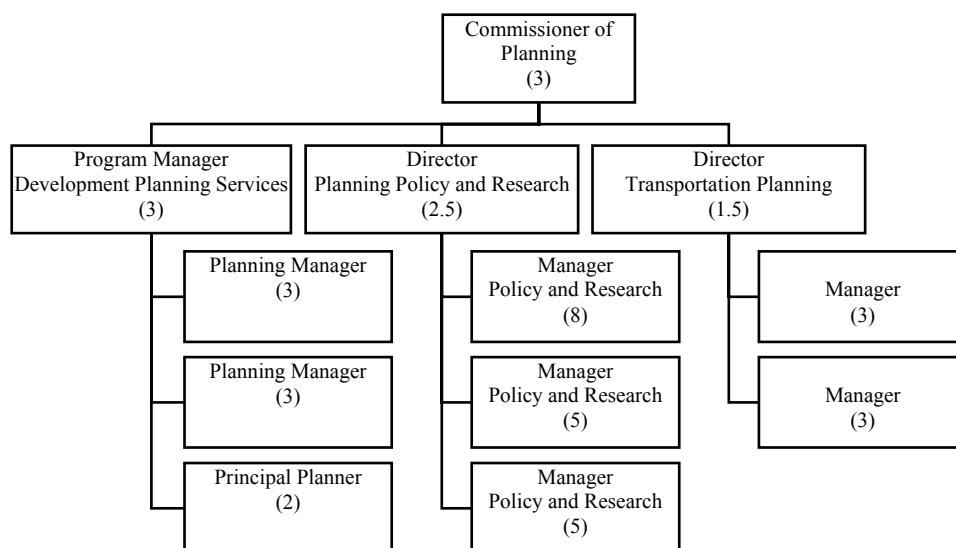 Commissioner of
Planning
(3)
Program Manager
Development Planning Services
(3)
Director
Planning Policy and Research
(2.5)
Director
Transportation Planning
(1.5)
Planning Manager
(3)
Planning Manager
(3)
Principal Planner
(2)
Manager
Policy and Research
(8)
Manager
Policy and Research
(5)
Manager
Policy and Research
(5)
Manager
(3)
Manager
(3)